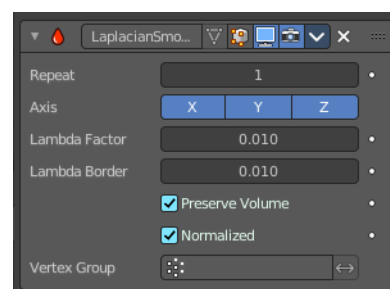 LaplacianSmo...
Repeat 1
Axis X Y Z
Lambda Factor 0.010
Lambda Border 0.010
Preserve Volume
Normalized
Vertex Group